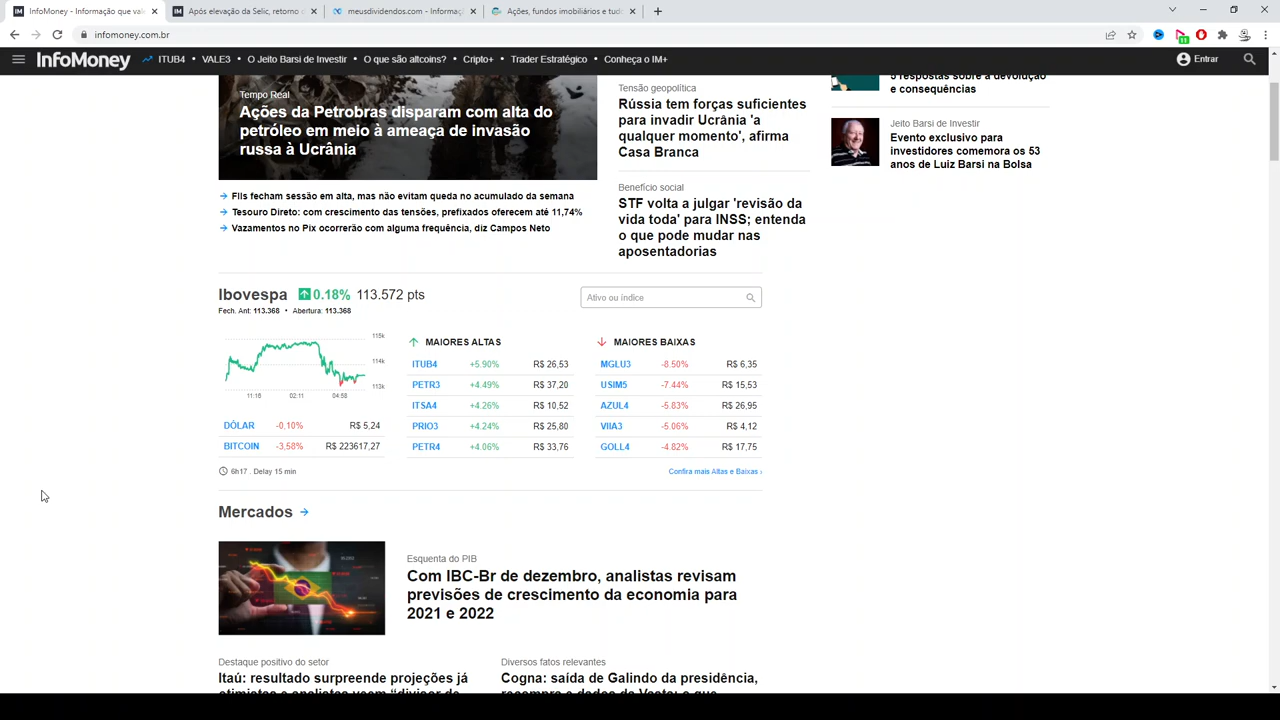 InfoMoney - Informação que val
Após elevação da Selic, retorno d
meusdividendos.com - Informaç
Ações, fundos imobiliários e tud
infomoney.com.br
11
InfoMoney
ITUB4 • VALE3 • O Jeito Barsi de Investir • O que são altcoins? • Cripto+ • Trader Estratégico • Conheça o IM+
Entrar
Tempo Real
Ações da Petrobras disparam com alta do
petróleo em meio à ameaça de invasão
russa à Ucrânia
FIIs fecham sessão em alta, mas não evitam queda no acumulado da semana
Tesouro Direto: com crescimento das tensões, prefixados oferecem até 11,74%
Vazamentos no Pix ocorrerão com alguma frequência, diz Campos Neto
Tensão geopolítica
Rússia tem forças suficientes
para invadir Ucrânia 'a
qualquer momento', afirma
Casa Branca
Benefício social
STF volta a julgar 'revisão da
vida toda' para INSS; entenda
o que pode mudar nas
aposentadorias
5 respostas sobre a devolução
e consequências
Jeito Barsi de Investir
Evento exclusivo para
investidores comemora os 53
anos de Luiz Barsi na Bolsa
Ibovespa 0.18% 113.572 pts
Fech. Ant: 113.368 • Abertura: 113.368
Ativo ou índice
115k
114k
113k
11:16 02:11 04:58
DÓLAR -0,10% R$ 5,24
BITCOIN -3,58% R$ 223617,27
6h17 . Delay 15 min
MAIORES ALTAS
ITUB4 +5.90% R$ 26,53
PETR3 +4.49% R$ 37,20
ITSA4 +4.26% R$ 10,52
PRIO3 +4.24% R$ 25,80
PETR4 +4.06% R$ 33,76
MAIORES BAIXAS
MGLU3 -8.50% R$ 6,35
USIM5 -7.44% R$ 15,53
AZUL4 -5.83% R$ 26,95
VIIA3 -5.06% R$ 4,12
GOLL4 -4.82% R$ 17,75
Confira mais Altas e Baixas ›
Mercados
Esquenta do PIB
Com IBC-Br de dezembro, analistas revisam
previsões de crescimento da economia para
2021 e 2022
Destaque positivo do setor
Itaú: resultado surpreende projeções já
Diversos fatos relevantes
Cogna: saída de Galindo da presidência,